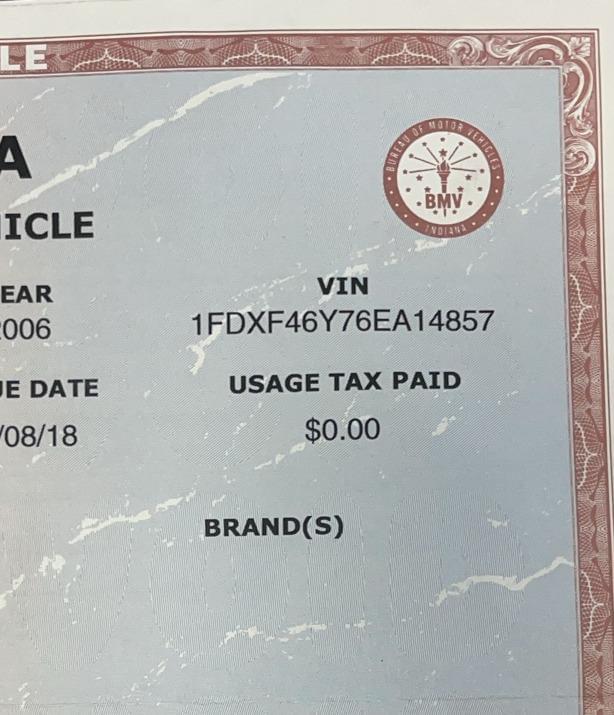 LE
A
BUREAU OF MOTOR VEHICLES
BMV
INDIANA
ICLE
EAR
VIN
2006
1FDXF46Y76EA14857
UE DATE
USAGE TAX PAID
/08/18
$0.00
BRAND(S)